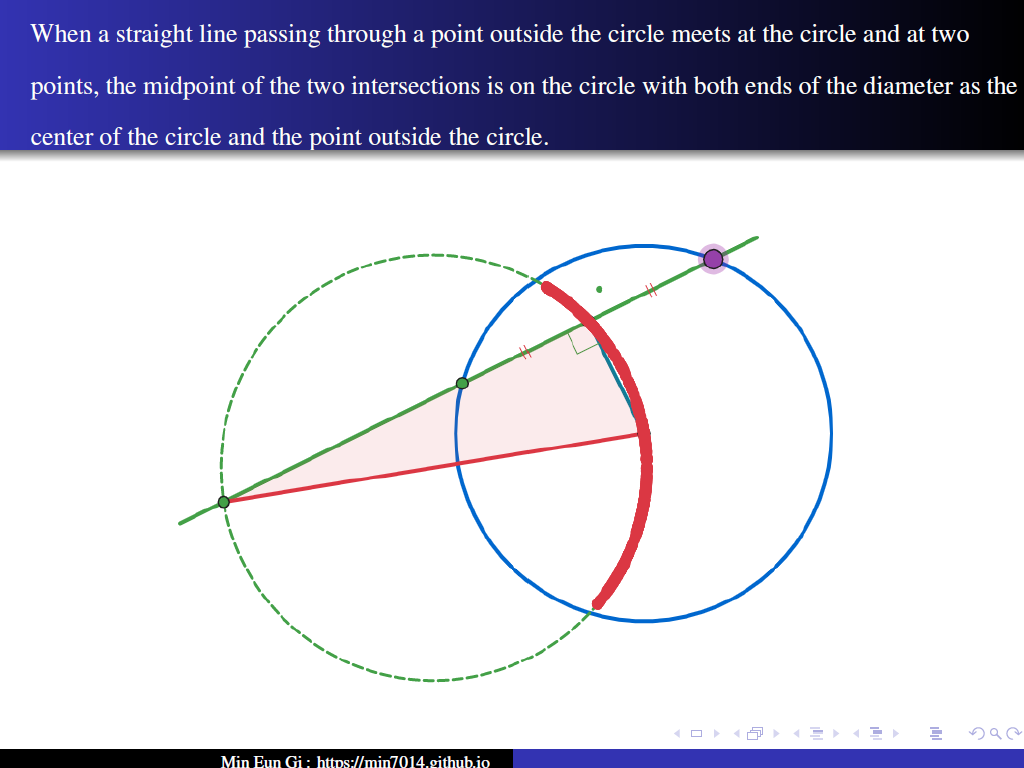 When a straight line passing through a point outside the circle meets at the circle and at two
points, the midpoint of the two intersections is on the circle with both ends of the diameter as the
center of the circle and the point outside the circle.
Min Eun Gi : https://min7014.github.io